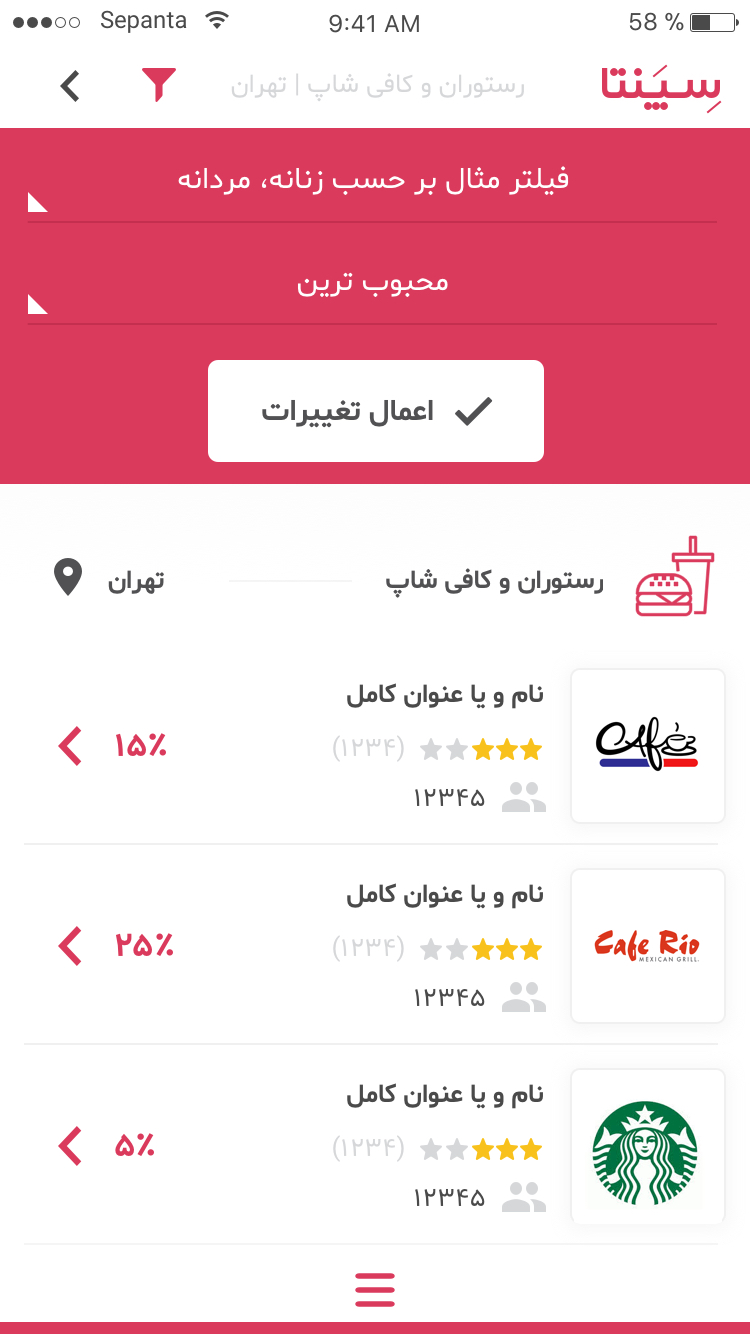 Sepanta 9:41 AM 58 %
سپنتا رستوران و کافی شاپ | تهران
فیلتر مثال بر حسب زنانه، مردانه
محبوب ترین
اعمال تغییرات
رستوران و کافی شاپ تهران
نام و یا عنوان کامل
Cafe
(۱۲۳۴) ۱۵٪
۱۲۳۴۵
نام و یا عنوان کامل
Cafe Rio
MEXICAN GRILL.
(۱۲۳۴) ۲۵٪
۱۲۳۴۵
نام و یا عنوان کامل
(۱۲۳۴) ۵٪
۱۲۳۴۵